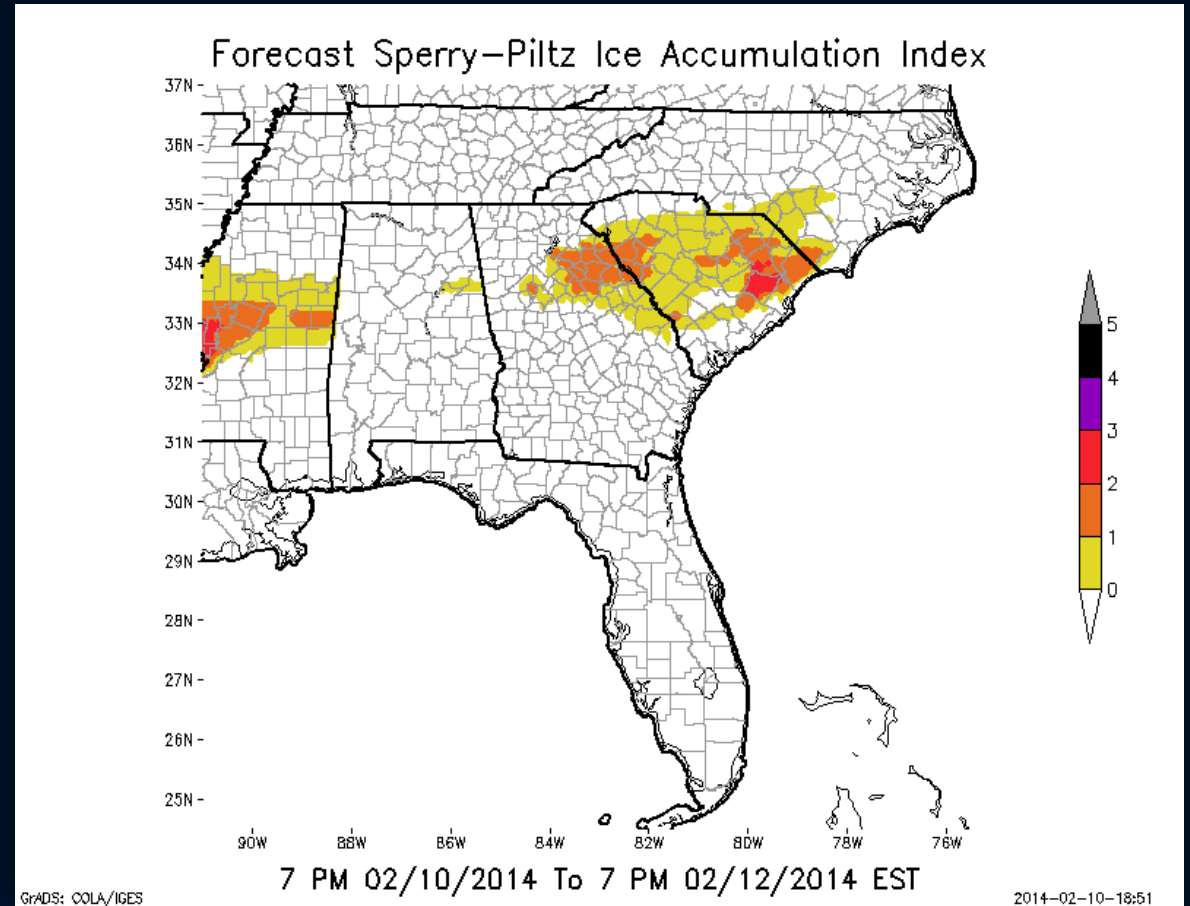 Forecast Sperry-Piltz Ice Accumulation Index
37N
36N
35N
34N
33N
32N
31N
30N
29N
28N
27N
26N
25N
90W 88W 86W 84W 82W 80W 78W 76W
5
4
3
2
1
0
7 PM 02/10/2014 To 7 PM 02/12/2014 EST
GrADS: COLA/IGES
2014-02-10-18:51